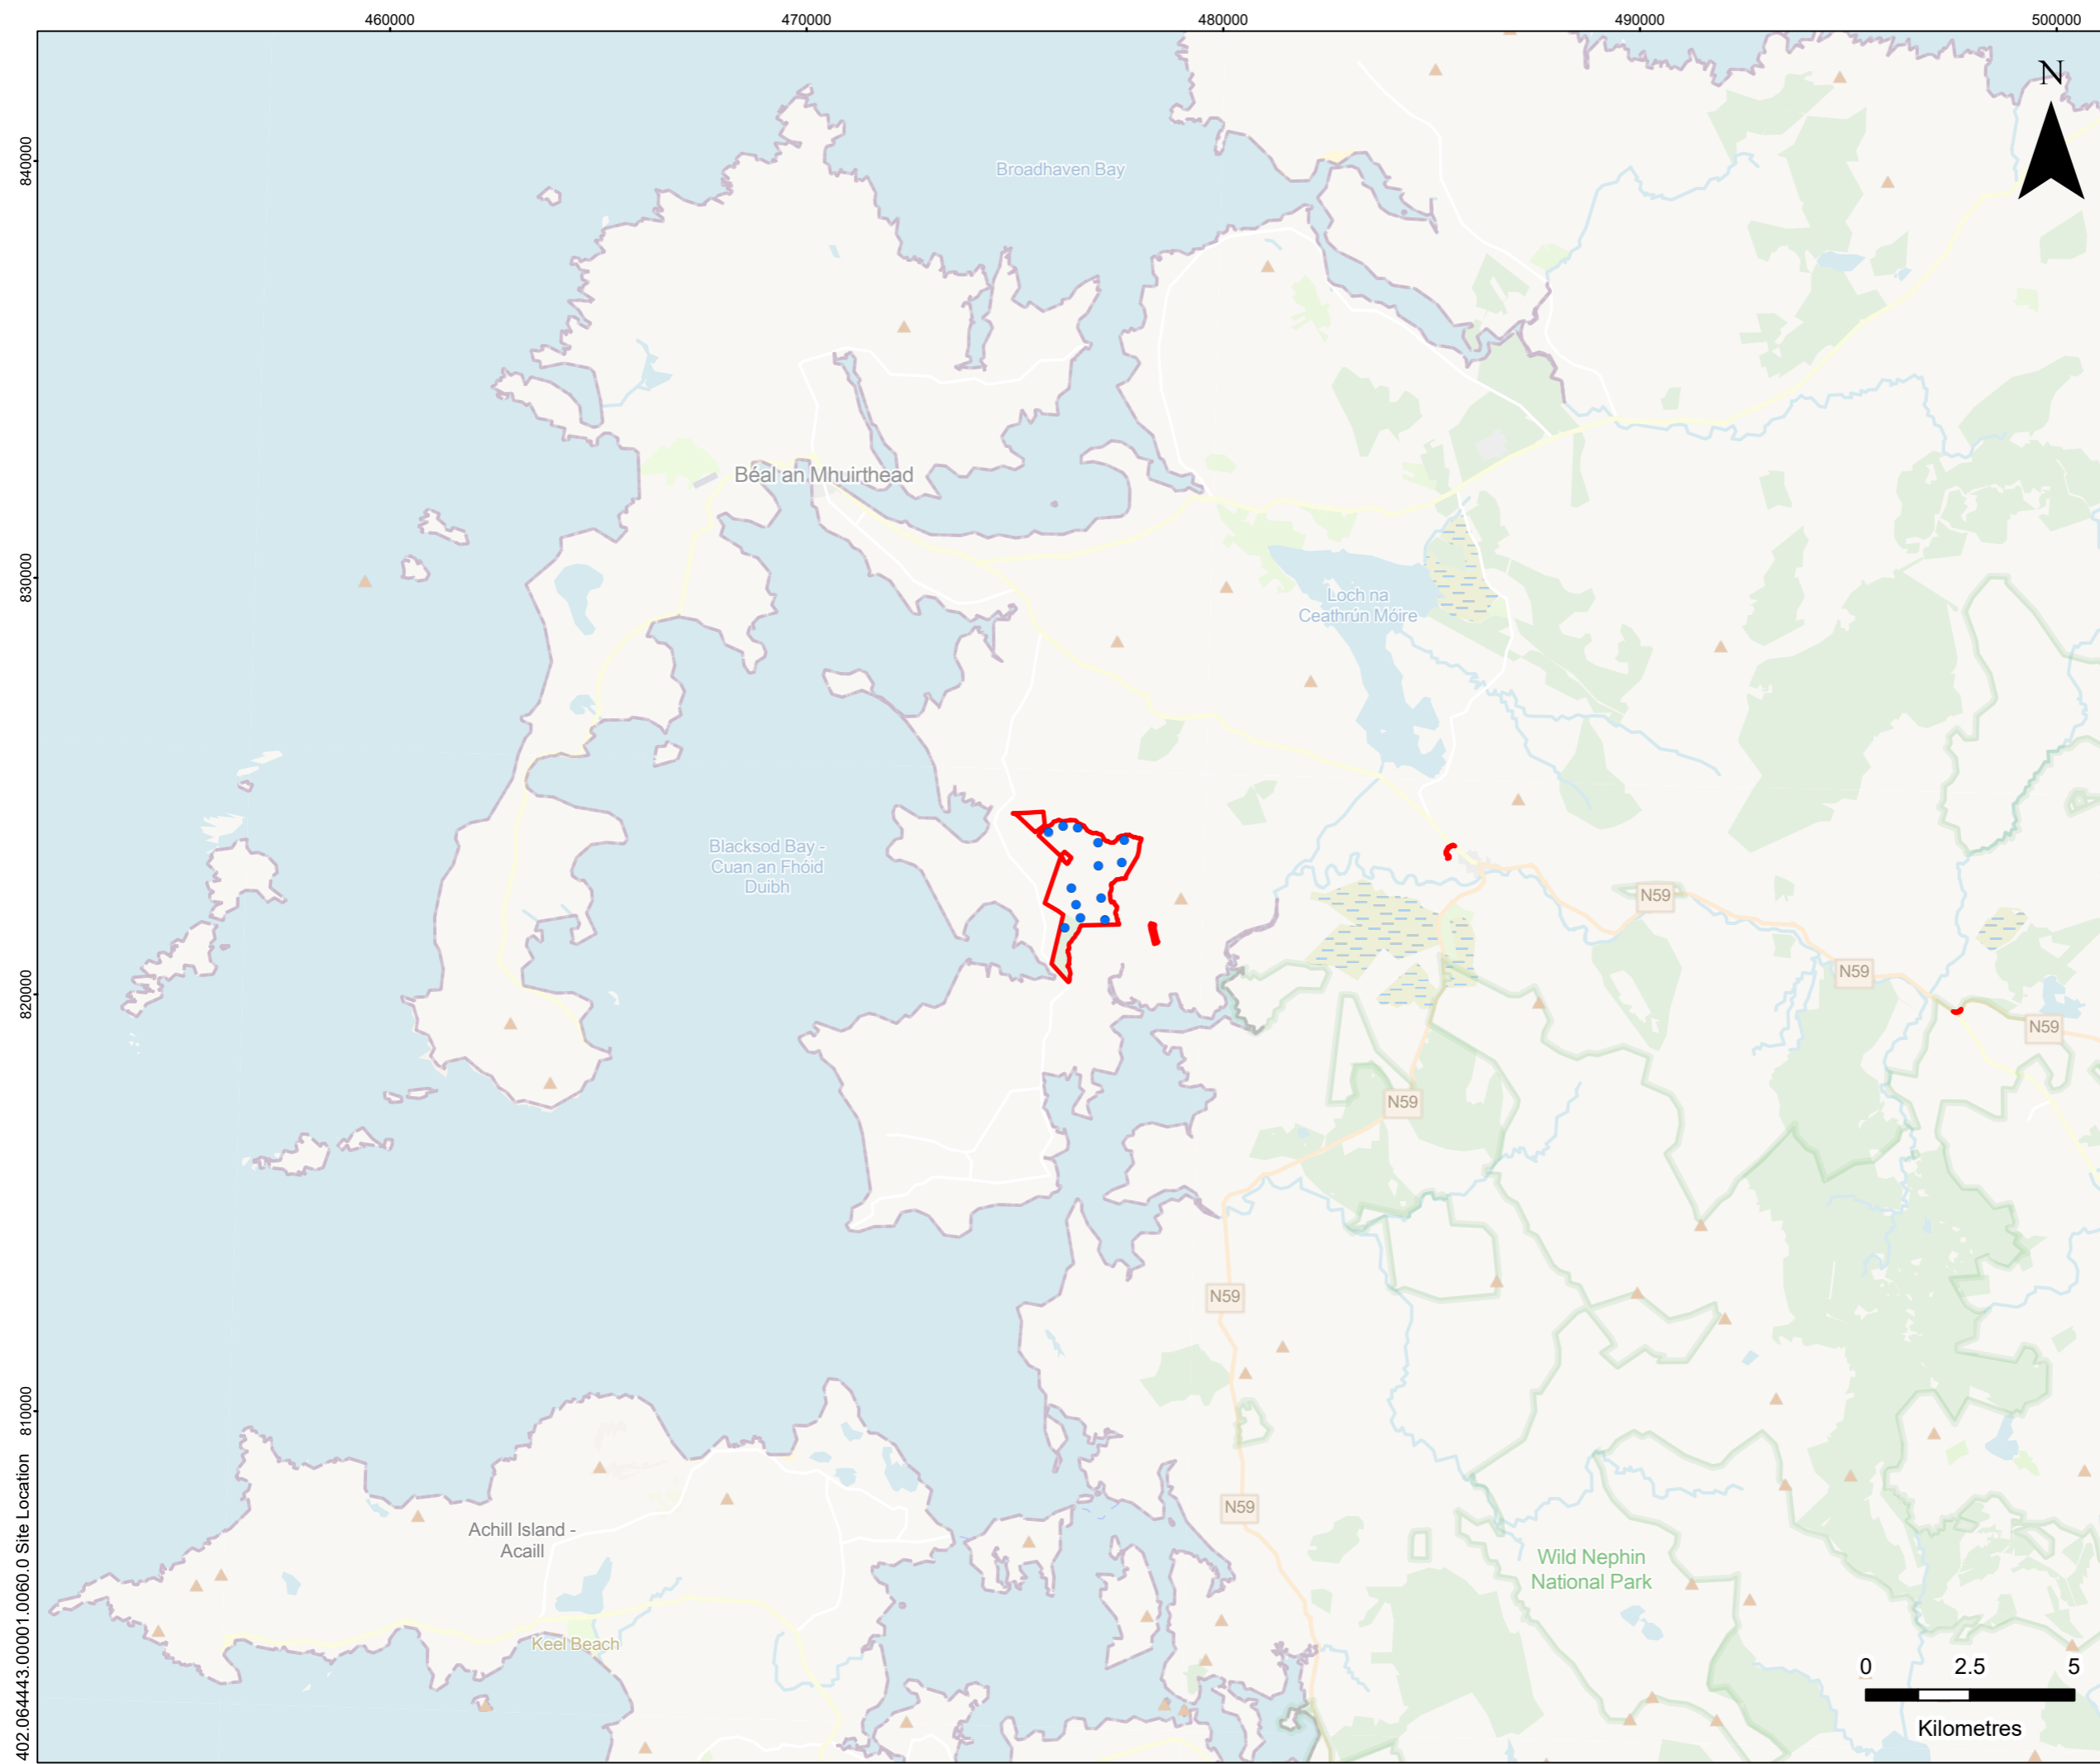 460000
470000
480000
490000
500000
N
840000
Broadhaven Bay
Béal an Mhuirthead
830000
Loch na
Ceathrún Móire
Blacksod Bay -
Cuan an Fhóid
Duibh
N59
820000
N59
N59
N59
N59
810000
N59
Achill Island -
Acaill
Wild Nephin
National Park
Keel Beach
0 2.5 5
Kilometres
402.064443.00001.0060.0 Site Location